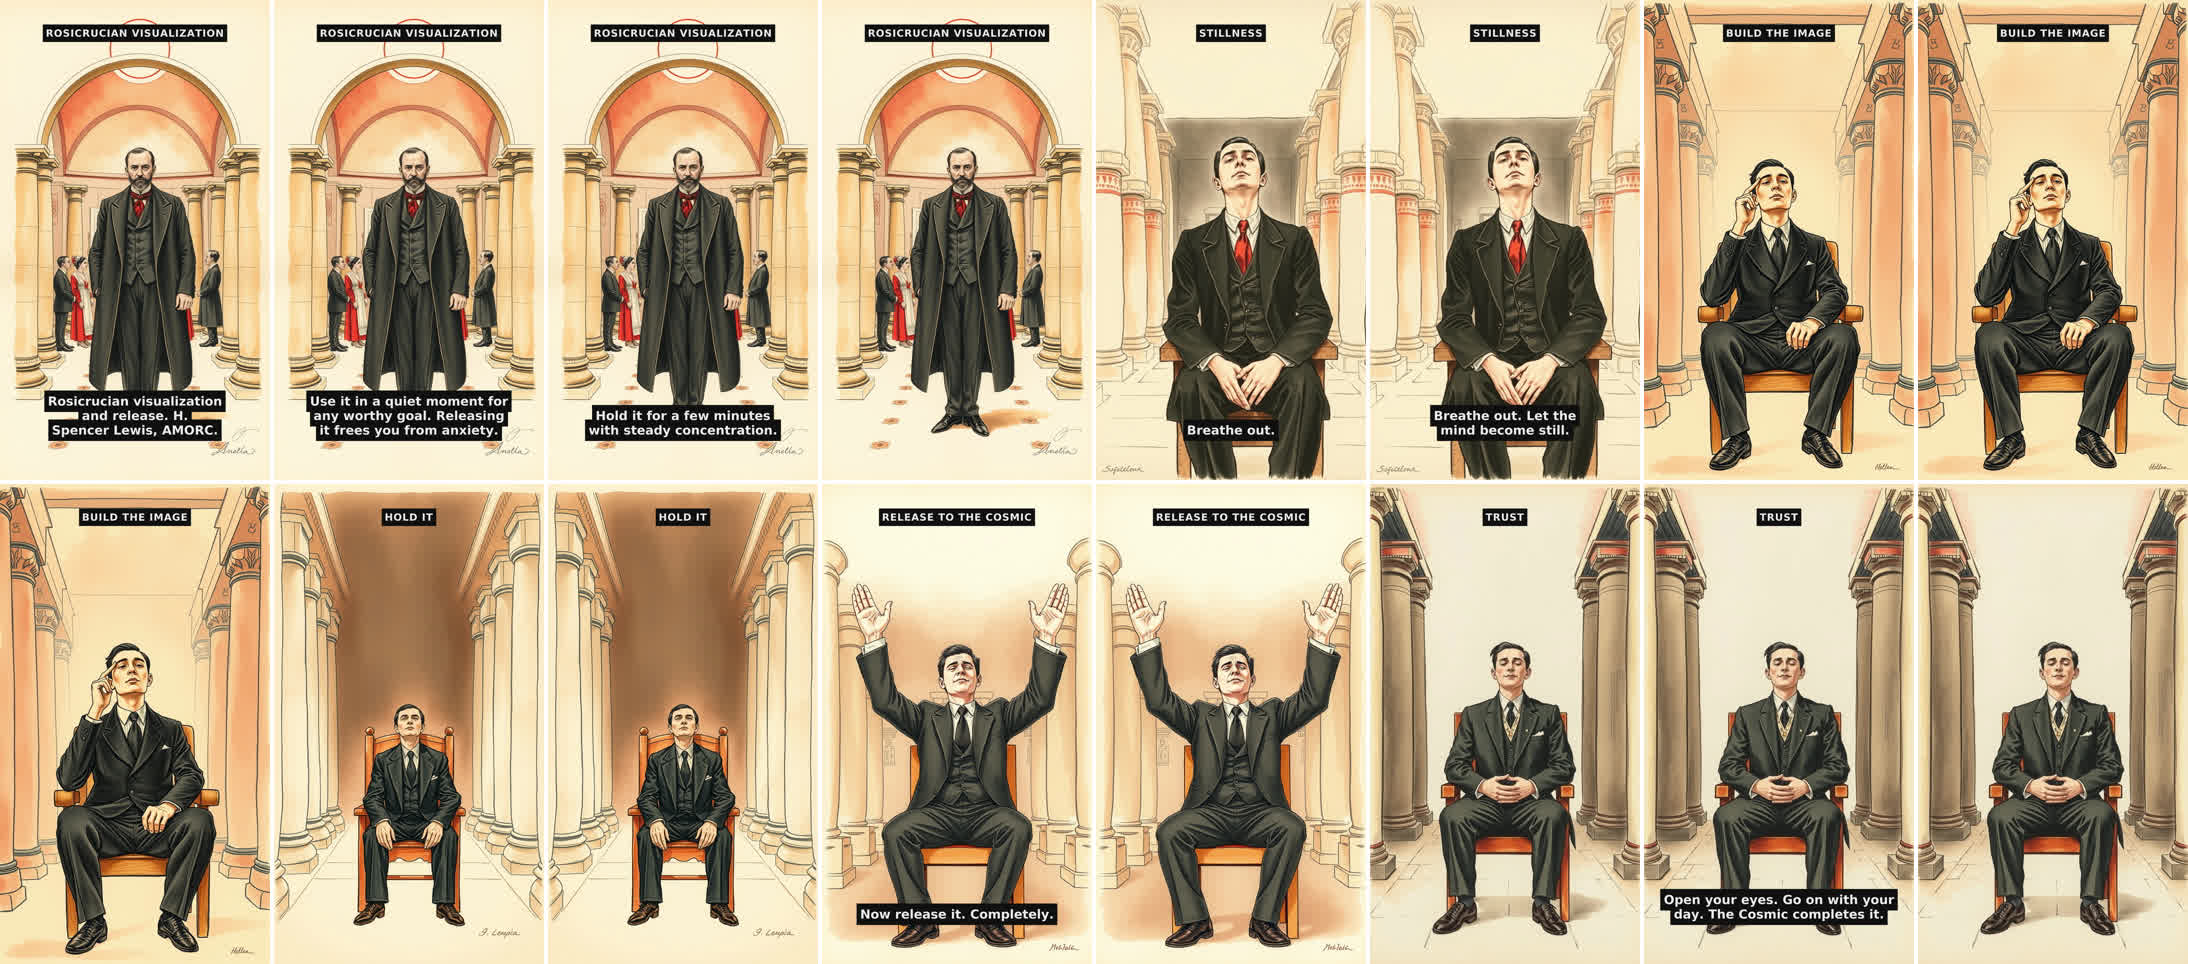 ROSICRUCIAN VISUALIZATION
Rosicrucian visualization
and release. H.
Spencer Lewis, AMORC.
ROSICRUCIAN VISUALIZATION
Use it in a quiet moment for
any worthy goal. Releasing
it frees you from anxiety.
ROSICRUCIAN VISUALIZATION
Hold it for a few minutes
with steady concentration.
ROSICRUCIAN VISUALIZATION
STILLNESS
Breathe out.
STILLNESS
Breathe out. Let the
mind become still.
BUILD THE IMAGE
BUILD THE IMAGE
BUILD THE IMAGE
HOLD IT
HOLD IT
RELEASE TO THE COSMIC
Now release it. Completely.
RELEASE TO THE COSMIC
TRUST
TRUST
Open your eyes. Go on with your
day. The Cosmic completes it.